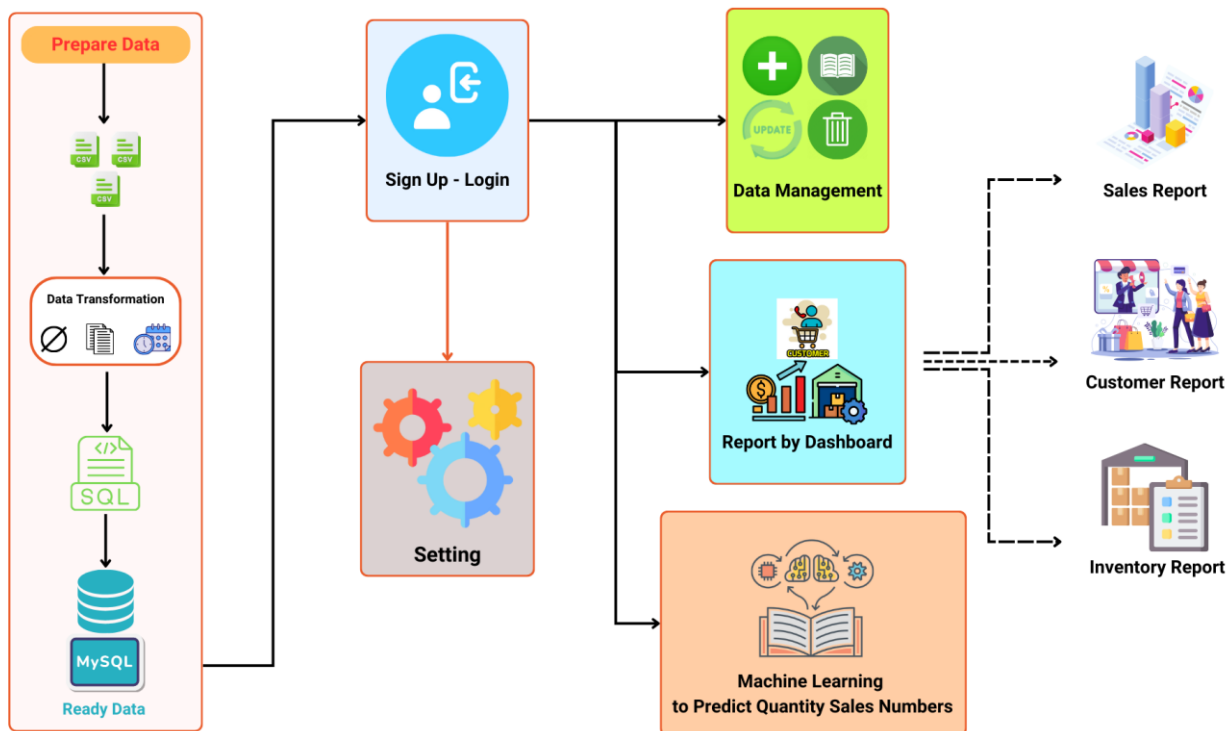 Prepare Data
CSV
CSV
CSV
Data Transformation
</>
SQL
MySQL
Ready Data
Sign Up - Login
Setting
UPDATE
Data Management
CUSTOMER
$
Report by Dashboard
Machine Learning
to Predict Quantity Sales Numbers
Sales Report
Customer Report
Inventory Report